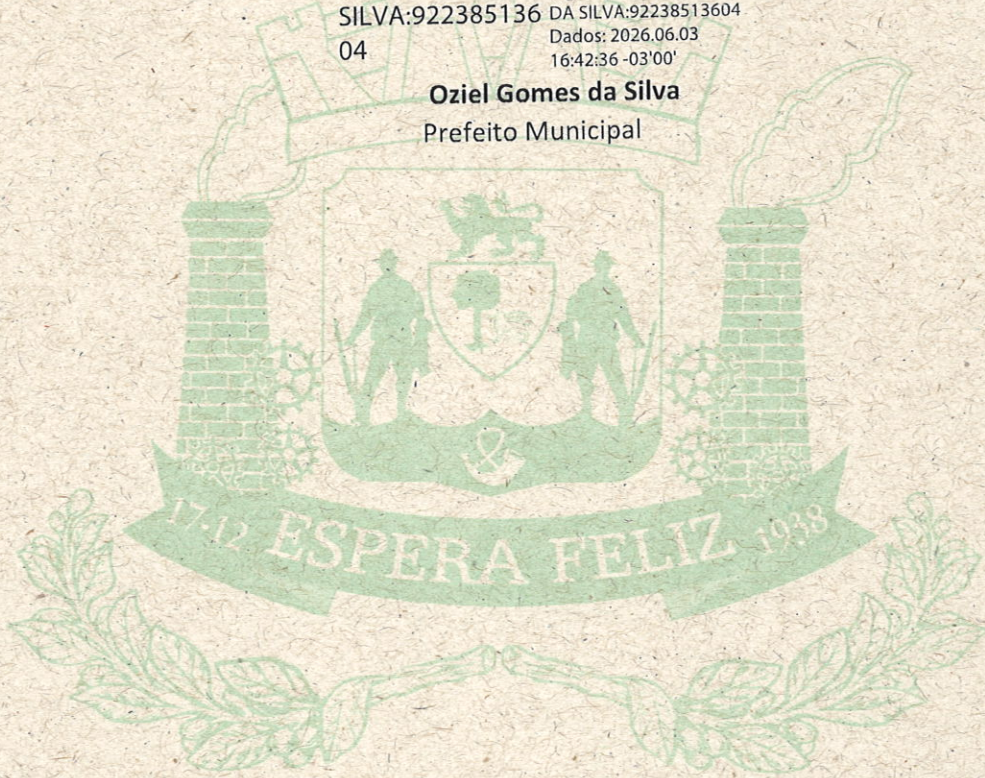 SILVA:922385136
04
DA SILVA:92238513604
Dados: 2026.06.03
16:42:36 -03'00'
Oziel Gomes da Silva
Prefeito Municipal
17-12 ESPERA FELIZ 1938